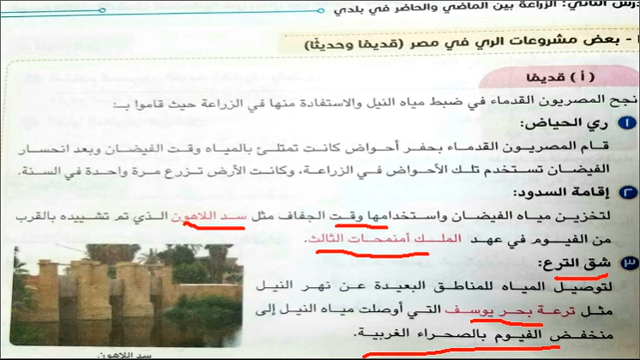 الثاني: الزراعة بين الماضي والحاضر في بلدي
- بعض مشروعات الري في مصر (قديمًا وحديثًا)
( أ ) قديمًا
نجح المصريون القدماء في ضبط مياه النيل والاستفادة منها في الزراعة حيث قاموا بـ:
١ ري الحياض:
قام المصريون القدماء بحفر أحواض كانت تمتلئ بالمياه وقت الفيضان وبعد انحسار
الفيضان تستخدم تلك الأحواض في الزراعة، وكانت الأرض تزرع مرة واحدة في السنة.
٢ إقامة السدود:
لتخزين مياه الفيضان واستخدامها وقت الجفاف مثل سد اللاهون الذي تم تشييده بالقرب
من الفيوم في عهد الملك أمنمحات الثالث.
٣ شق الترع:
لتوصيل المياه للمناطق البعيدة عن نهر النيل
مثل ترعة بحر يوسف التي أوصلت مياه النيل إلى
منخفض الفيوم بالصحراء الغربية.
سد اللاهون